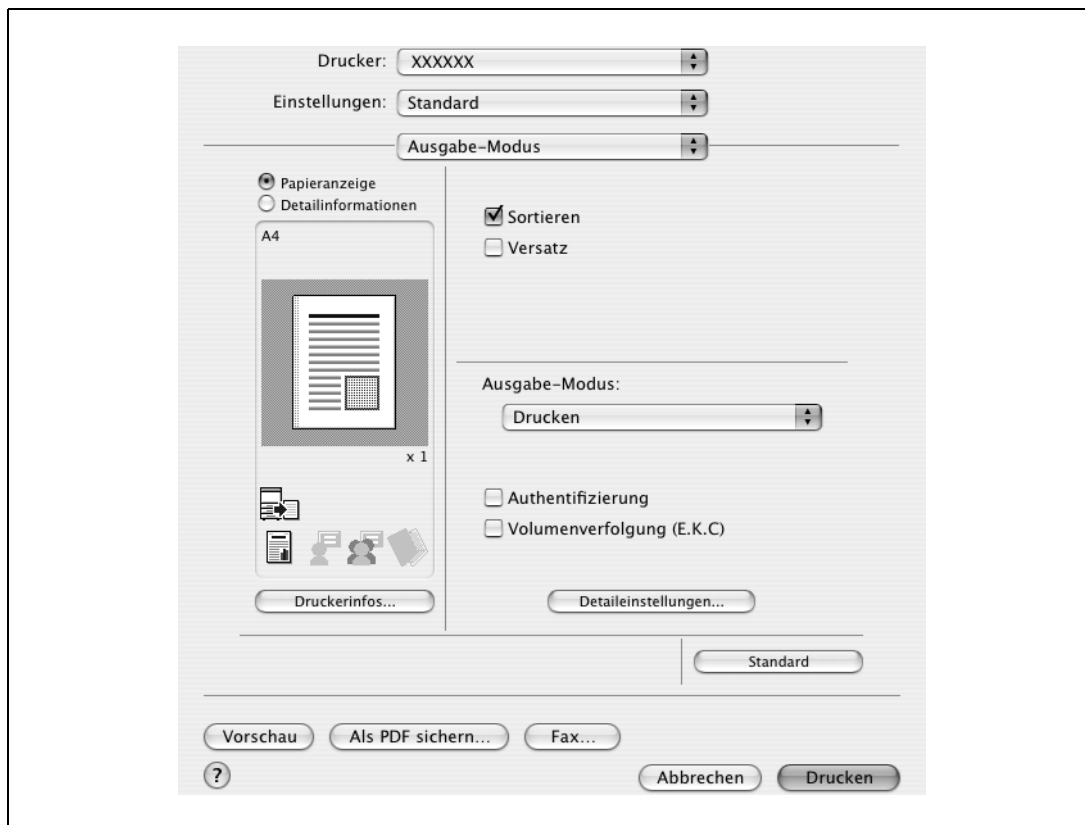 Drucker: XXXXXX
Einstellungen: Standard
Ausgabe-Modus
Papieranzeige
Detailinformationen
A4
x 1
Druckerinfos...
Sortieren
Versatz
Ausgabe-Modus:
Drucken
Authentifizierung
Volumenverfolgung (E.K.C)
Detaileinstellungen...
Standard
Vorschau Als PDF sichern... Fax...
? Abbrechen Drucken